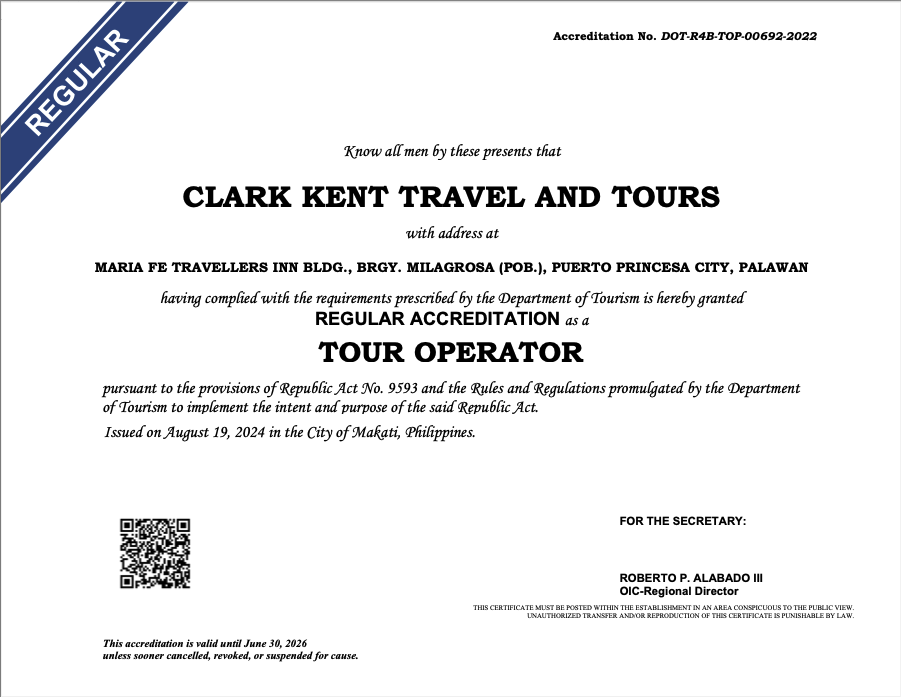 REGULAR
Accreditation No. DOT-R4B-TOP-00692-2022
Know all men by these presents that
CLARK KENT TRAVEL AND TOURS
with address at
MARIA FE TRAVELLERS INN BLDG., BRGY. MILAGROSA (POB.), PUERTO PRINCESA CITY, PALAWAN
having complied with the requirements prescribed by the Department of Tourism is hereby granted
REGULAR ACCREDITATION as a
TOUR OPERATOR
pursuant to the provisions of Republic Act No. 9593 and the Rules and Regulations promulgated by the Department
of Tourism to implement the intent and purpose of the said Republic Act.
Issued on August 19, 2024 in the City of Makati, Philippines.
FOR THE SECRETARY:
ROBERTO P. ALABADO III
OIC-Regional Director
THIS CERTIFICATE MUST BE POSTED WITHIN THE ESTABLISHMENT IN AN AREA CONSPICUOUS TO THE PUBLIC VIEW.
UNAUTHORIZED TRANSFER AND/OR REPRODUCTION OF THIS CERTIFICATE IS PUNISHABLE BY LAW.
This accreditation is valid until June 30, 2026
unless sooner cancelled, revoked, or suspended for cause.